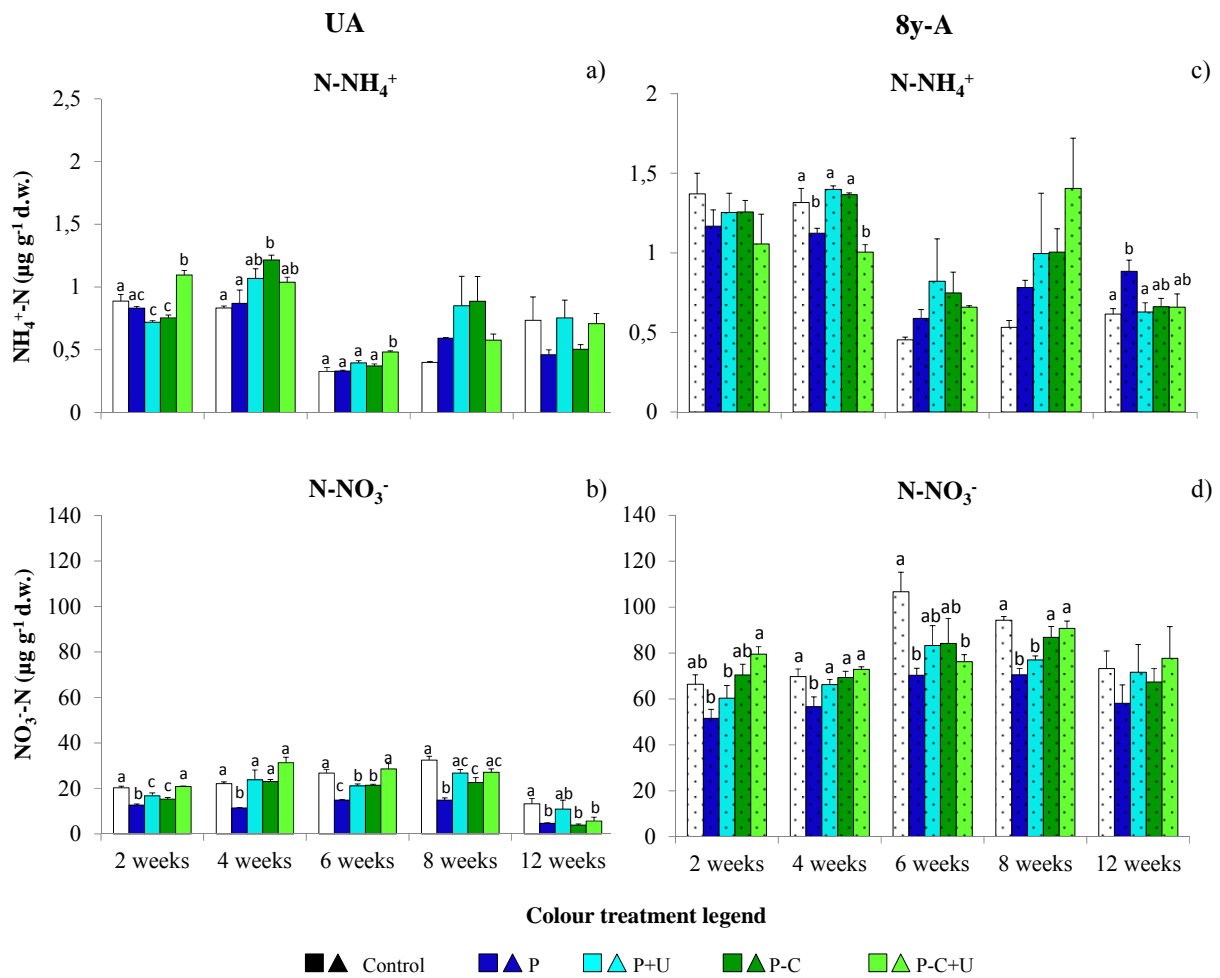 UA
8y-A
a)
N-NH₄⁺
2,5
2
1,5
1
0,5
0
NH₄⁺-N (µg g⁻¹ d.w.)
a ac c c b
a a ab b ab
a a a a b
c)
N-NH₄⁺
2
1,5
1
0,5
0
a b a a b
a b a ab ab
b)
N-NO₃⁻
140
120
100
80
60
40
20
0
NO₃⁻-N (µg g⁻¹ d.w.)
a b c c a
a b a a a
a c b b a
a b ac c ac
a b ab b b
2 weeks 4 weeks 6 weeks 8 weeks 12 weeks
d)
N-NO₃⁻
140
120
100
80
60
40
20
0
ab b b ab a
a b a a a
a b ab ab b
a b b a a
2 weeks 4 weeks 6 weeks 8 weeks 12 weeks
Colour treatment legend
Control P P+U P-C P-C+U